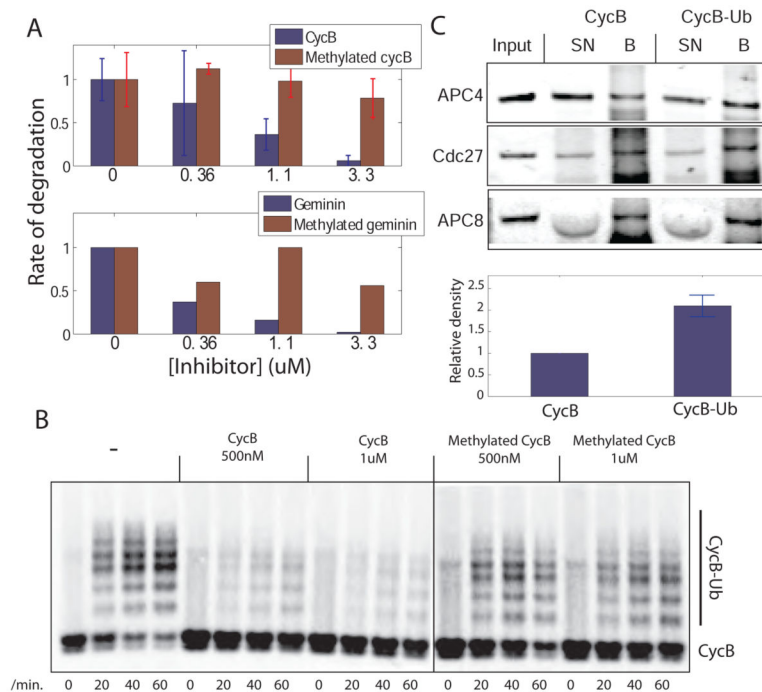 A
CycB
Methylated cycB
1
0.5
0
0
0.36
1.1
3.3
Rate of degradation
Geminin
Methylated geminin
1
0.5
0
0
0.36
1.1
3.3
[Inhibitor] (uM)
C
CycB CycB-Ub
Input SN B SN B
APC4
Cdc27
APC8
Relative density
2.5
2
1.5
1
0.5
0
CycB CycB-Ub
B
- CycB CycB Methylated CycB Methylated CycB
500nM 1uM 500nM 1uM
CycB-Ub
CycB
/min. 0 20 40 60 0 20 40 60 0 20 40 60 0 20 40 60 0 20 40 60